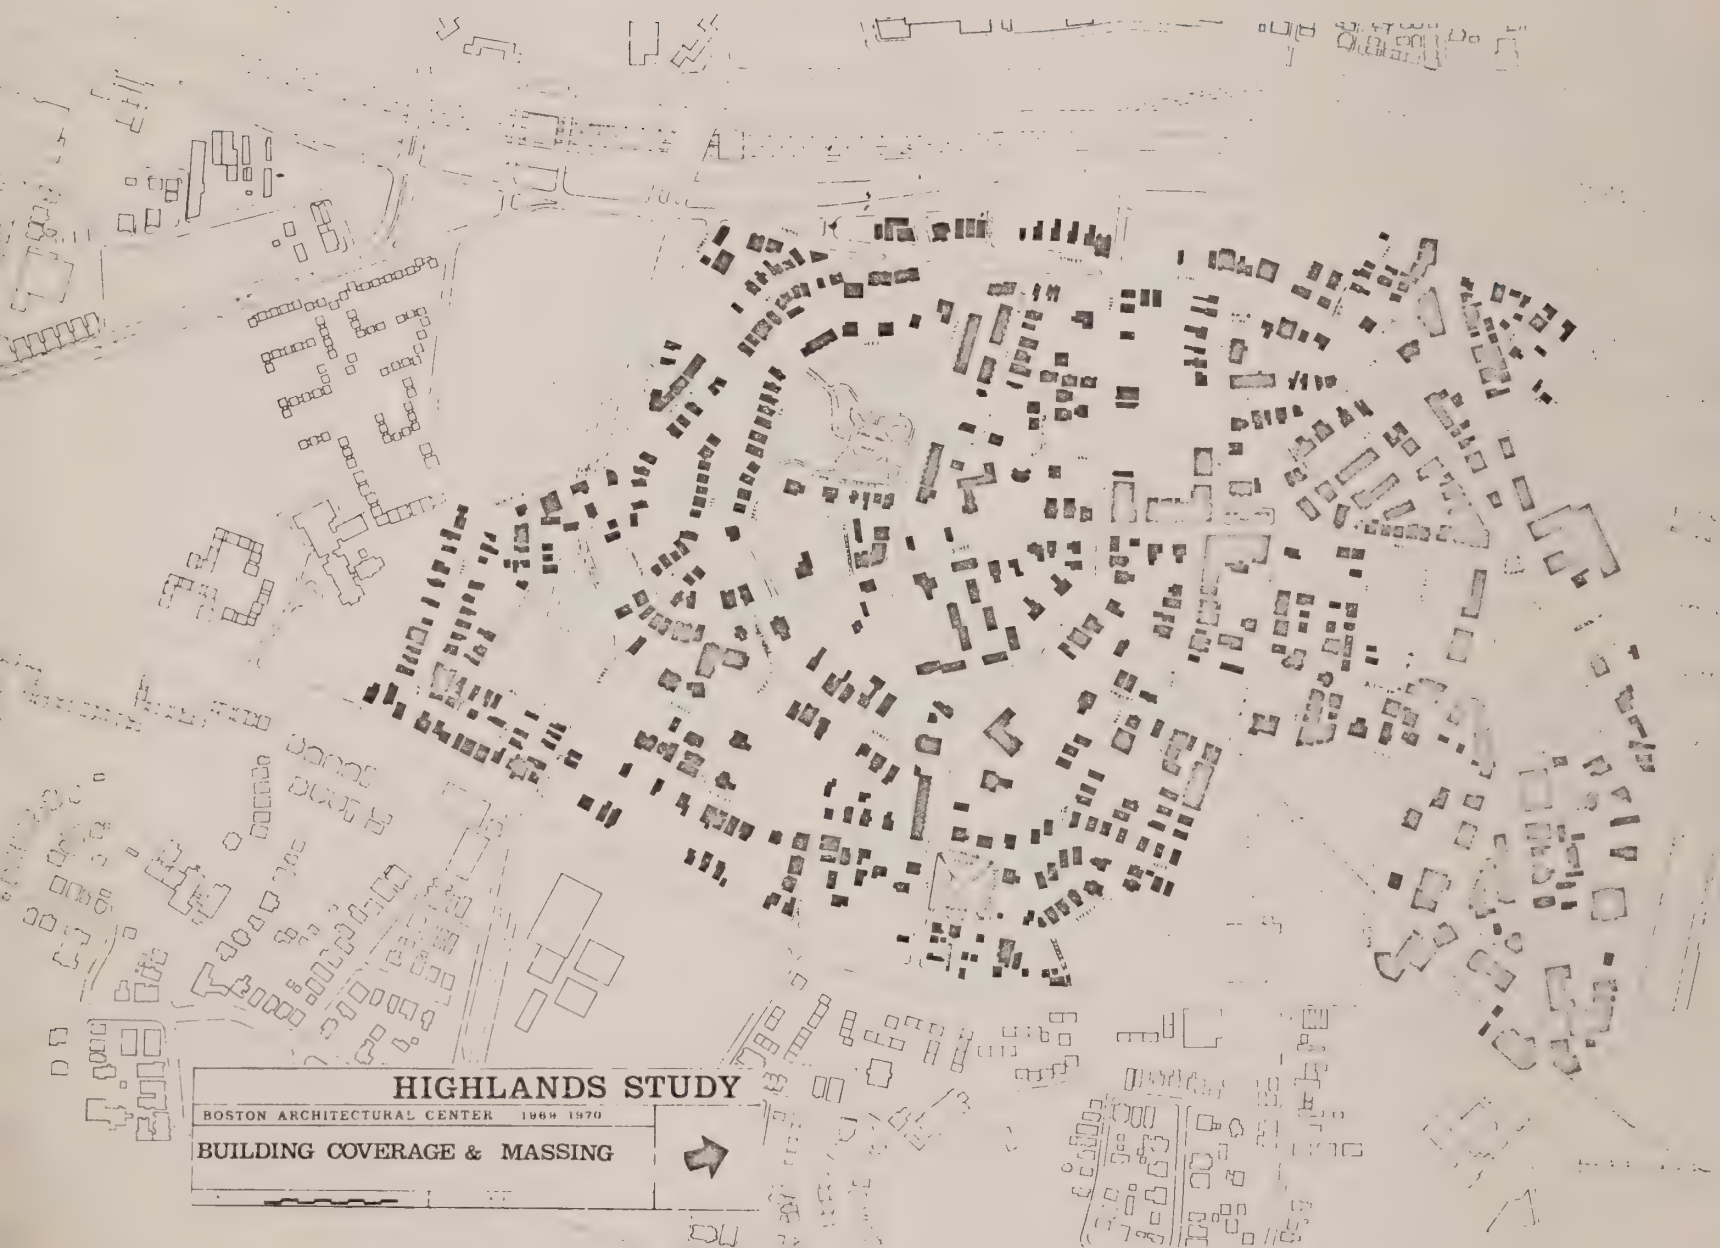 HIGHLANDS STUDY
BOSTON ARCHITECTURAL CENTER 1969 1970
BUILDING COVERAGE & MASSING